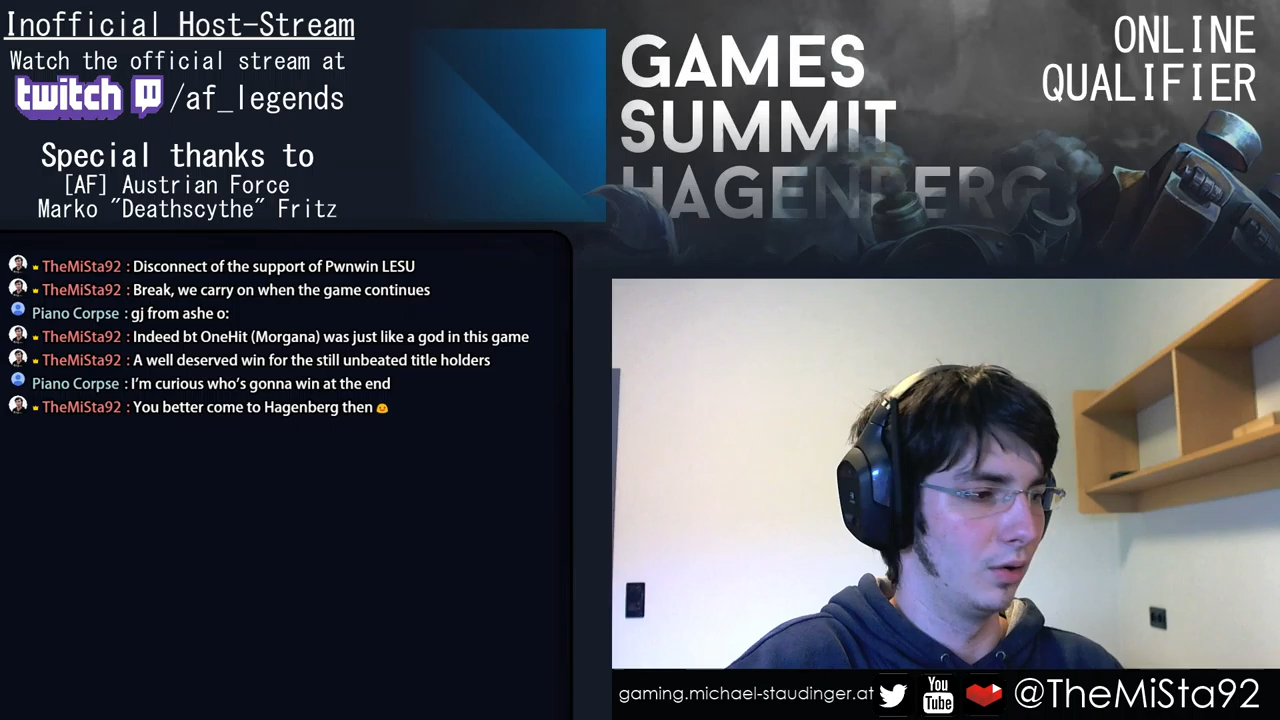 Inofficial Host-Stream
Watch the official stream at
twitch /af_legends
Special thanks to
[AF] Austrian Force
Marko "Deathscythe" Fritz
GAMES
SUMMIT
HAGENBERG
ONLINE
QUALIFIER
TheMiSta92 : Disconnect of the support of Pwnwin LESU
TheMiSta92 : Break, we carry on when the game continues
Piano Corpse : gj from ashe o:
TheMiSta92 : Indeed bt OneHit (Morgana) was just like a god in this game
TheMiSta92 : A well deserved win for the still unbeated title holders
Piano Corpse : I'm curious who's gonna win at the end
TheMiSta92 : You better come to Hagenberg then
gaming.michael-staudinger.at You Tube @TheMiSta92